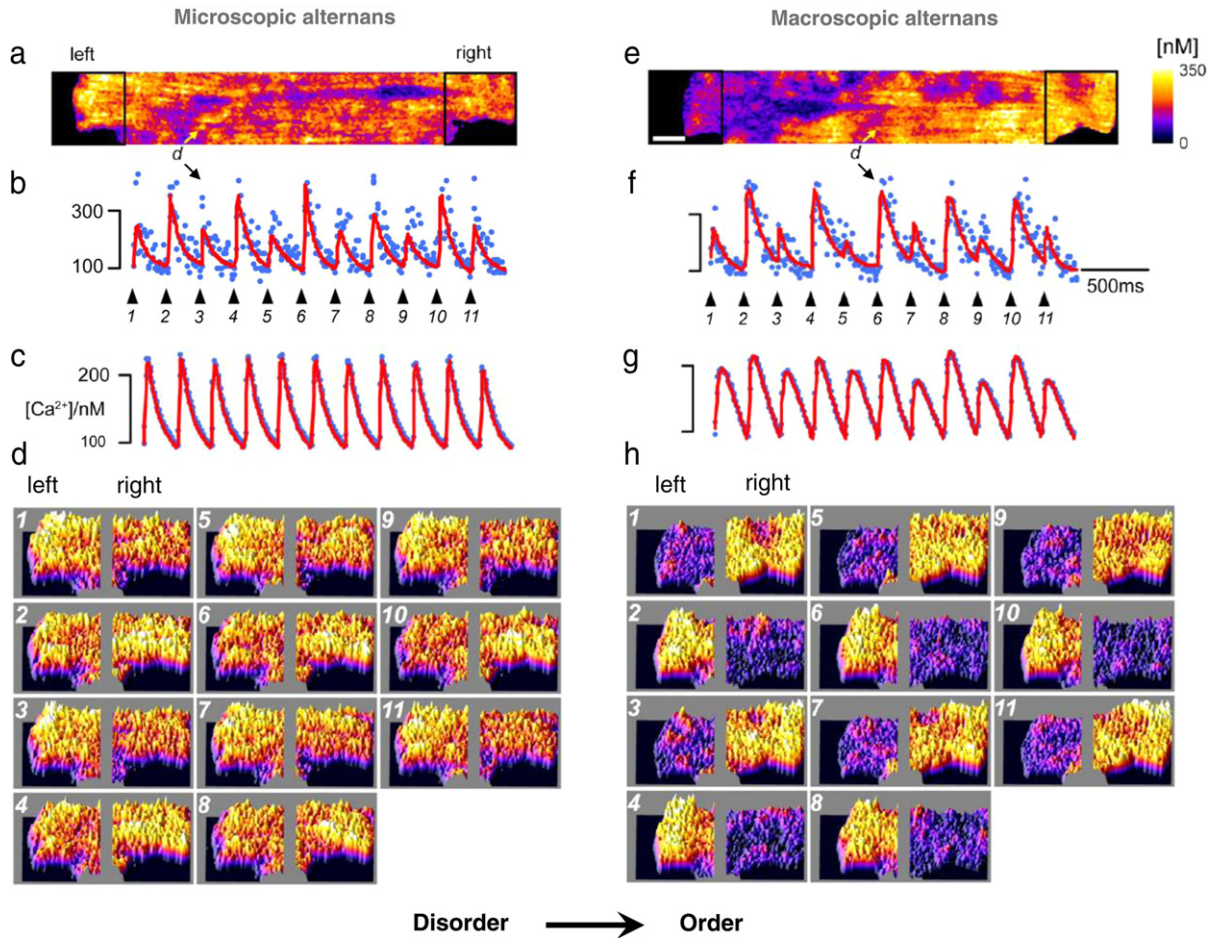 Microscopic alternans
Macroscopic alternans
a
left
right
e
[nM]
350
0
d
d
b
300
100
1 2 3 4 5 6 7 8 9 10 11
f
500ms
1 2 3 4 5 6 7 8 9 10 11
c
200
[Ca²⁺]/nM
100
g
d
left right
1 5 9
2 6 10
3 7 11
4 8
h
left right
1 5 9
2 6 10
3 7 11
4 8
Disorder Order